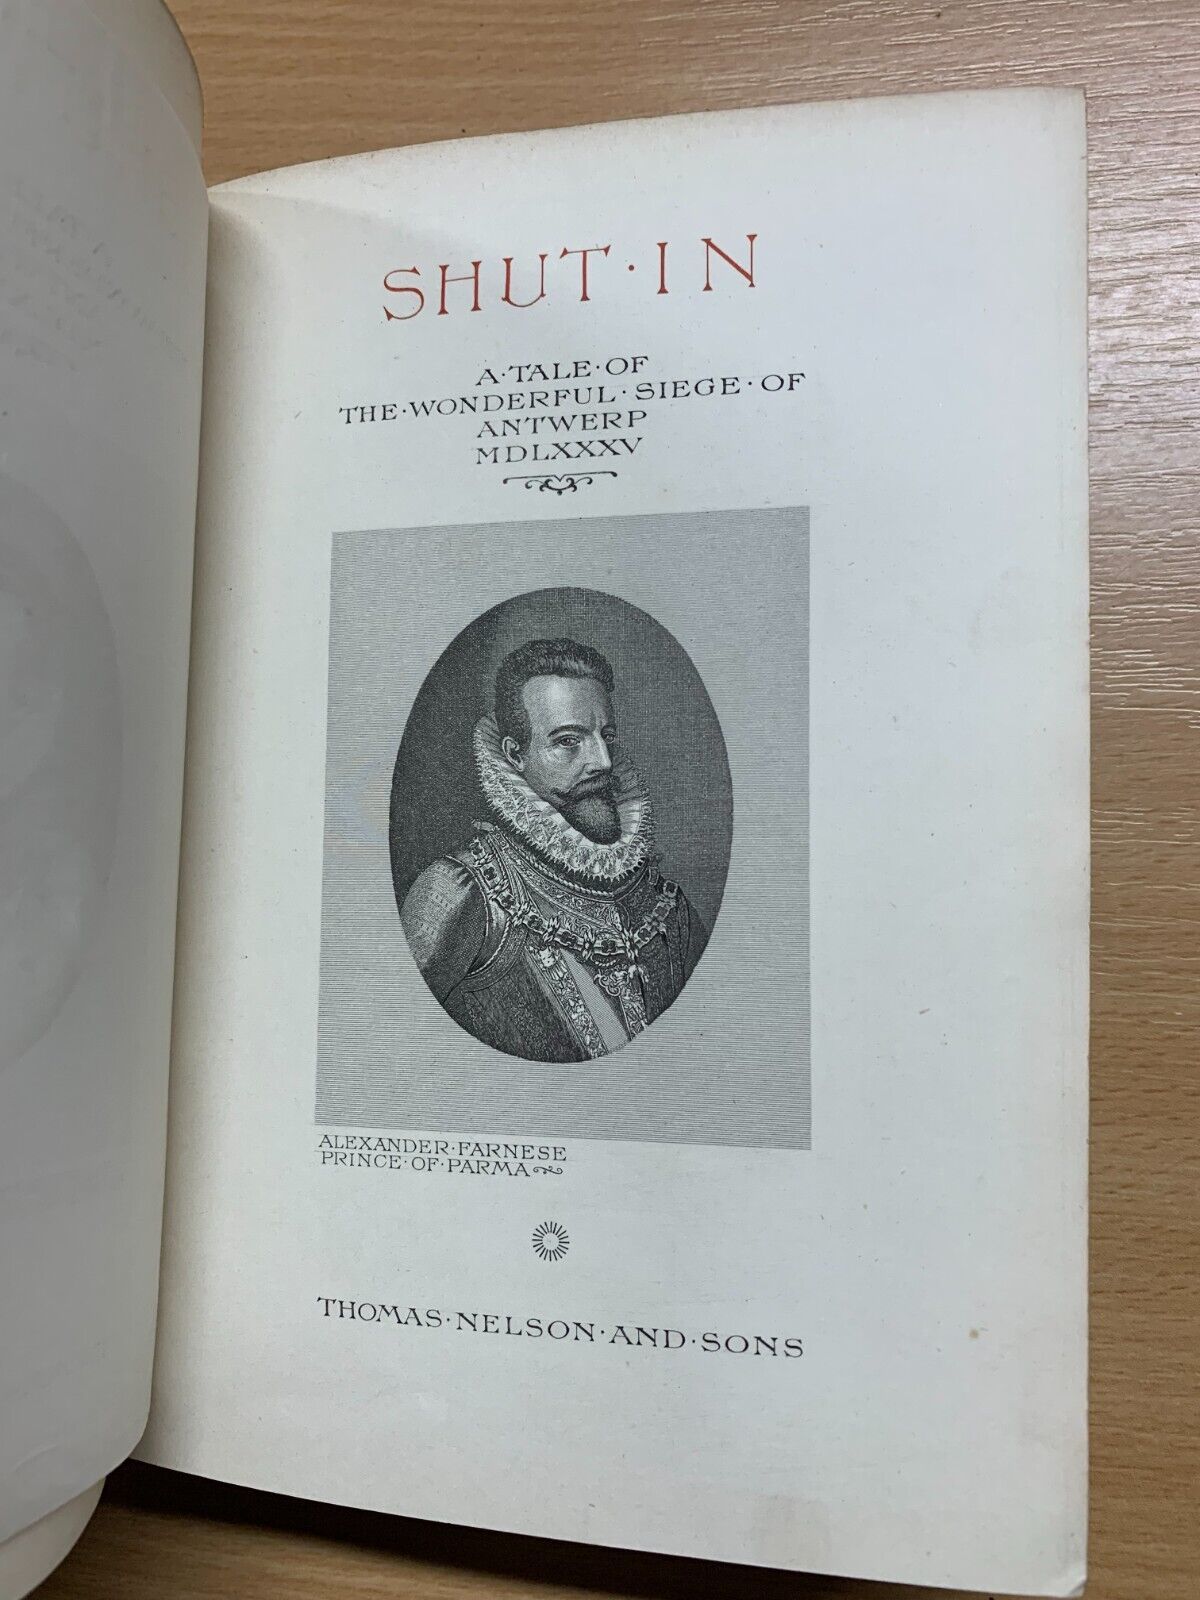 SHUT·IN
A·TALE·OF
THE·WONDERFUL·SIEGE·OF
ANTWERP
MDLXXXV
ALEXANDER·FARNESE
PRINCE·OF·PARMA
THOMAS·NELSON·AND·SONS